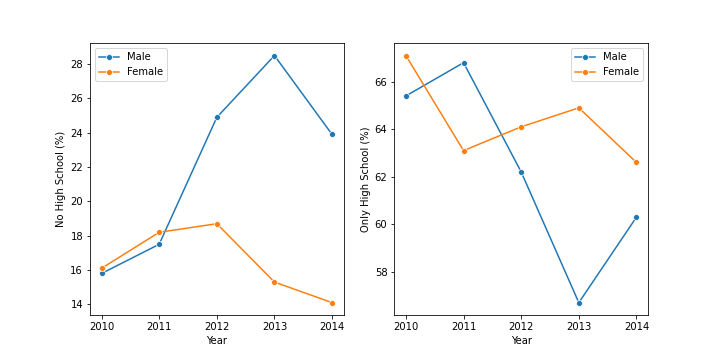 Male
Female
28
26
24
22
20
18
16
14
No High School (%)
2010 2011 2012 2013 2014
Year
Male
Female
66
64
62
60
58
Only High School (%)
2010 2011 2012 2013 2014
Year